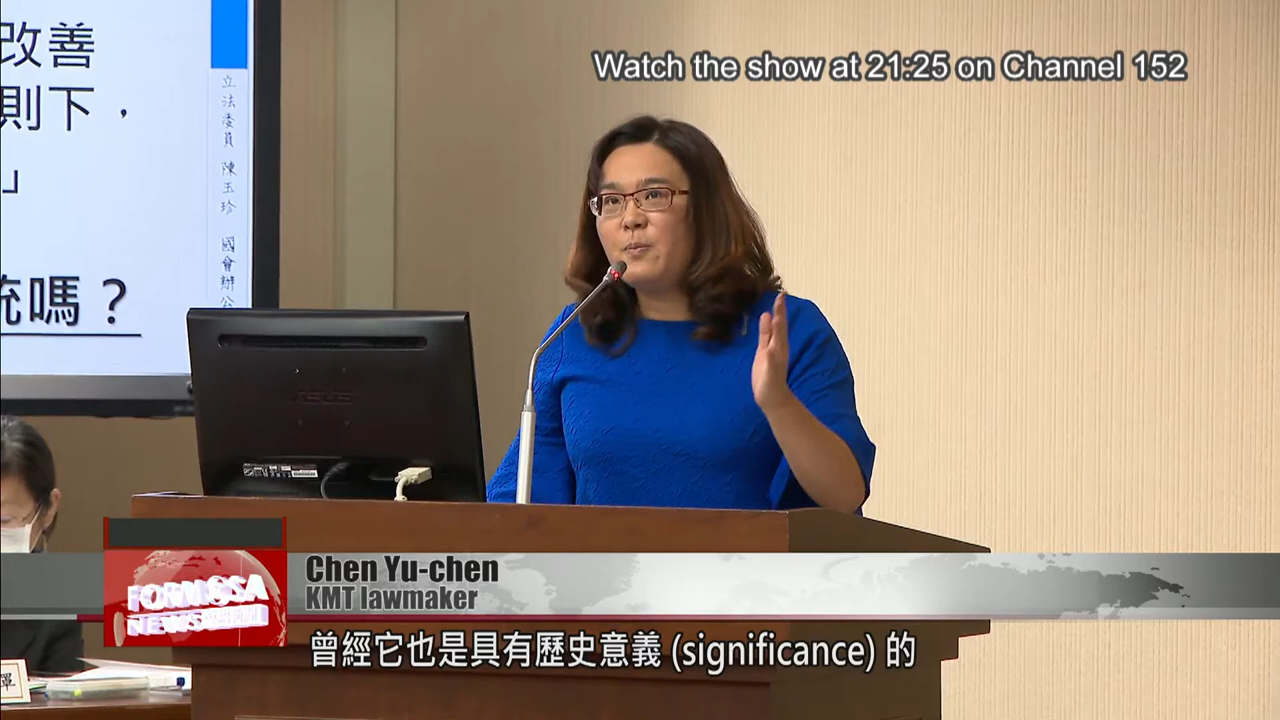 Watch the show at 21:25 on Channel 152
改善
則下，
」
統嗎？
立法委員 陳玉珍 國會辦公
ASUS
FORMOSA
NEWS
Chen Yu-chen
KMT lawmaker
曾經它也是具有歷史意義 (significance) 的
罩